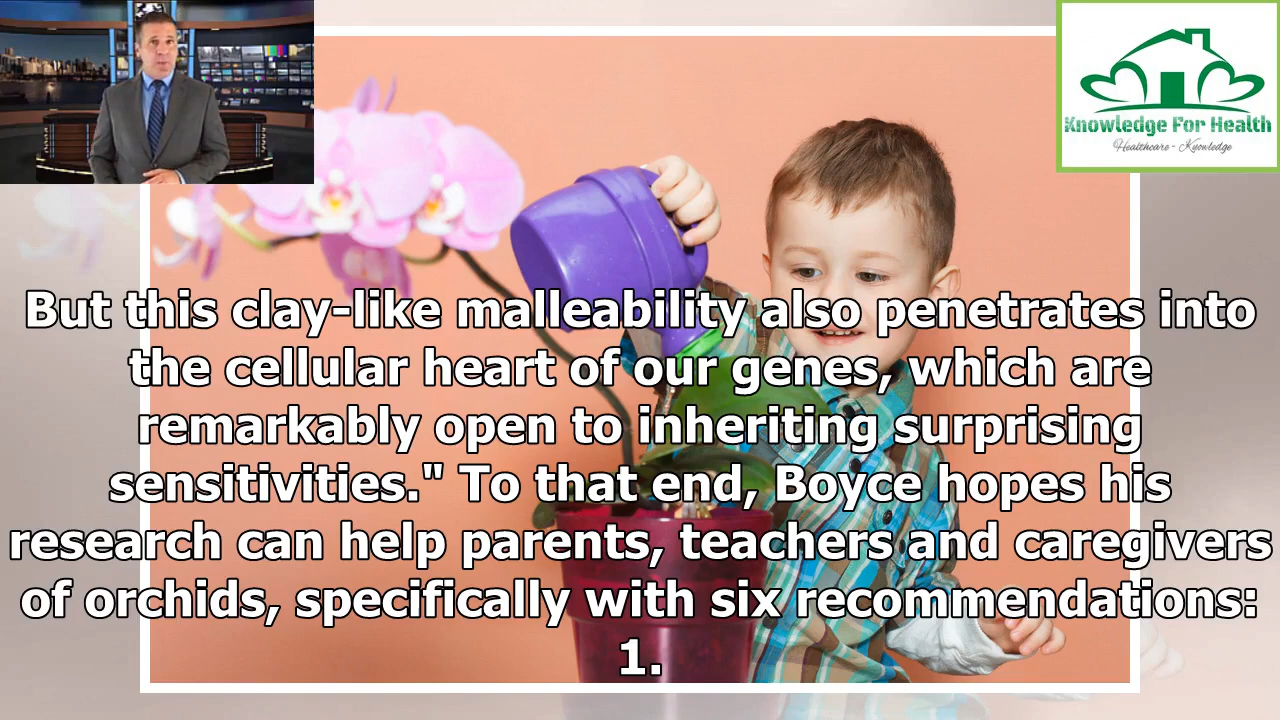 Knowledge For Health
Healthcare - Knowledge
But this clay-like malleability also penetrates into
the cellular heart of our genes, which are
remarkably open to inheriting surprising
sensitivities." To that end, Boyce hopes his
research can help parents, teachers and caregivers
of orchids, specifically with six recommendations:
1.